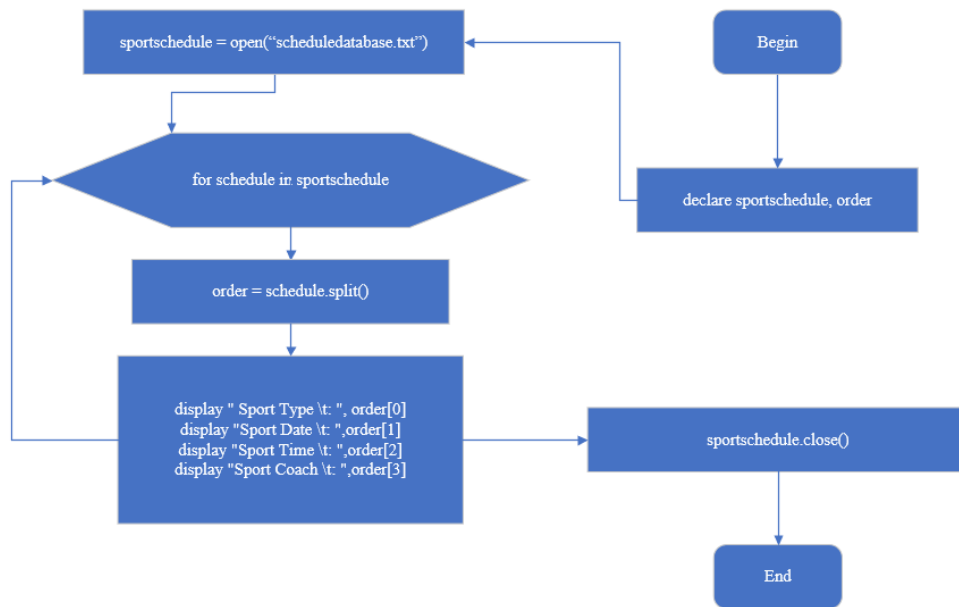 Begin
declare sportschedule, order
sportschedule = open(“scheduledatabase.txt”)
for schedule in sportschedule
order = schedule.split()
display " Sport Type \t: ", order[0]
display "Sport Date \t: ",order[1]
display "Sport Time \t: ",order[2]
display "Sport Coach \t: ",order[3]
sportschedule.close()
End